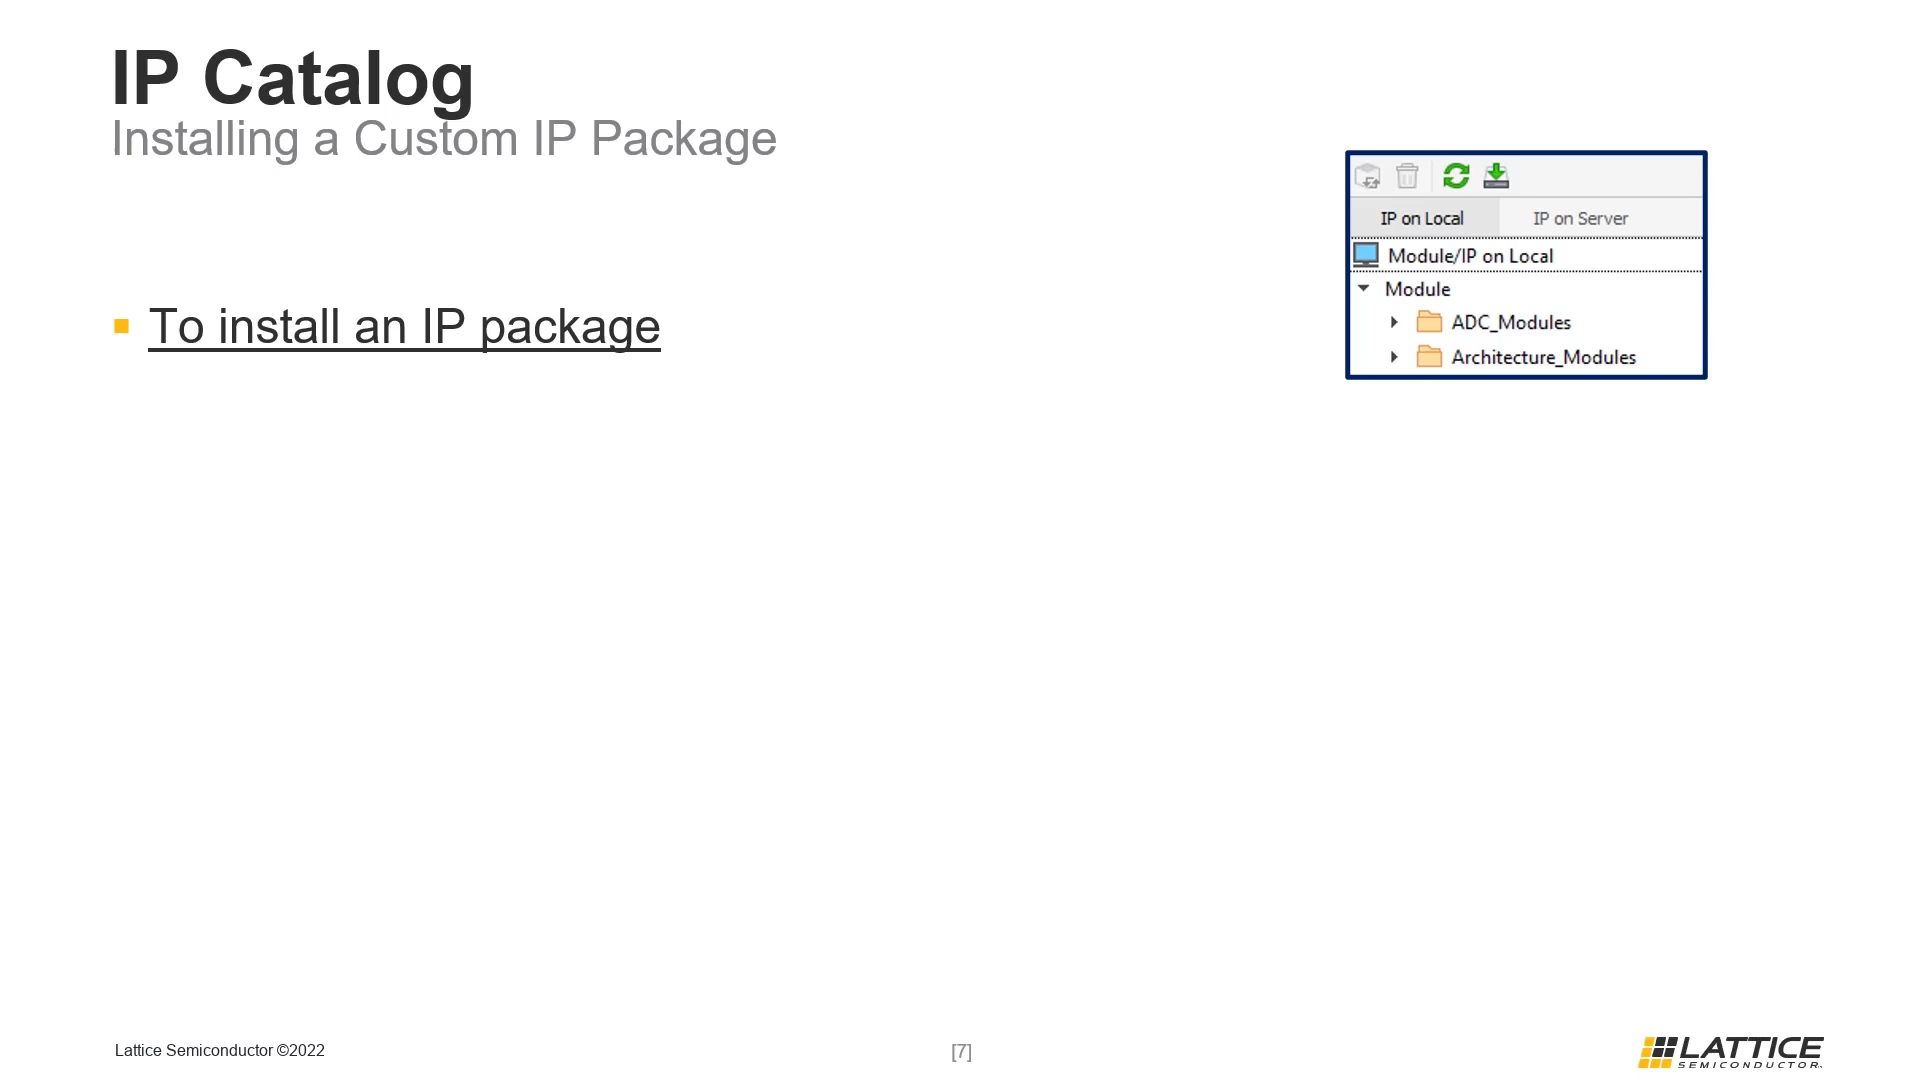 IP Catalog
Installing a Custom IP Package
IP on Local IP on Server
Module/IP on Local
Module
ADC_Modules
Architecture_Modules
To install an IP package
Lattice Semiconductor ©2022
[7]
LATTICE
SEMICONDUCTOR